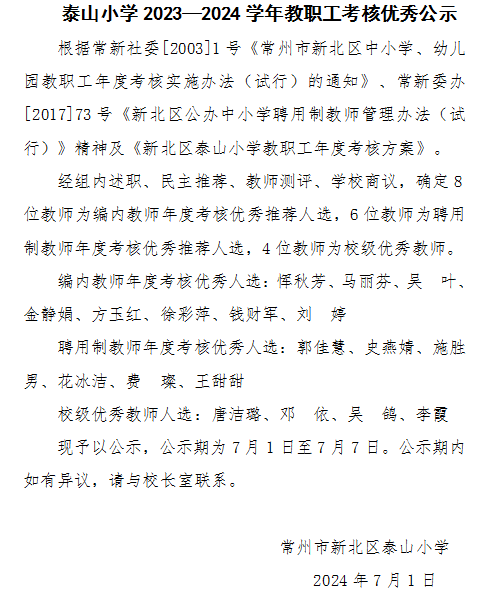 泰山小学 2023—2024 学年教职工考核优秀公示
根据常新社委[2003]1 号《常州市新北区中小学、幼儿
园教职工年度考核实施办法（试行）的通知》、常新委办
[2017]73 号《新北区公办中小学聘用制教师管理办法（试
行）》精神及《新北区泰山小学教职工年度考核方案》。
经组内述职、民主推荐、教师测评、学校商议，确定 8
位教师为编内教师年度考核优秀推荐人选，6 位教师为聘用
制教师年度考核优秀推荐人选，4 位教师为校级优秀教师。
编内教师年度考核优秀人选：恽秋芳、马丽芬、吴　叶、
金静娟、方玉红、徐彩萍、钱财军、刘　婷
聘用制教师年度考核优秀人选：郭佳慧、史燕婧、施胜
男、花冰洁、费　璨、王甜甜
校级优秀教师人选：唐洁璐、邓　依、吴　鸽、李霞
现予以公示，公示期为 7 月 1 日至 7 月 7 日。公示期内
如有异议，请与校长室联系。
常州市新北区泰山小学
2024 年 7 月 1 日